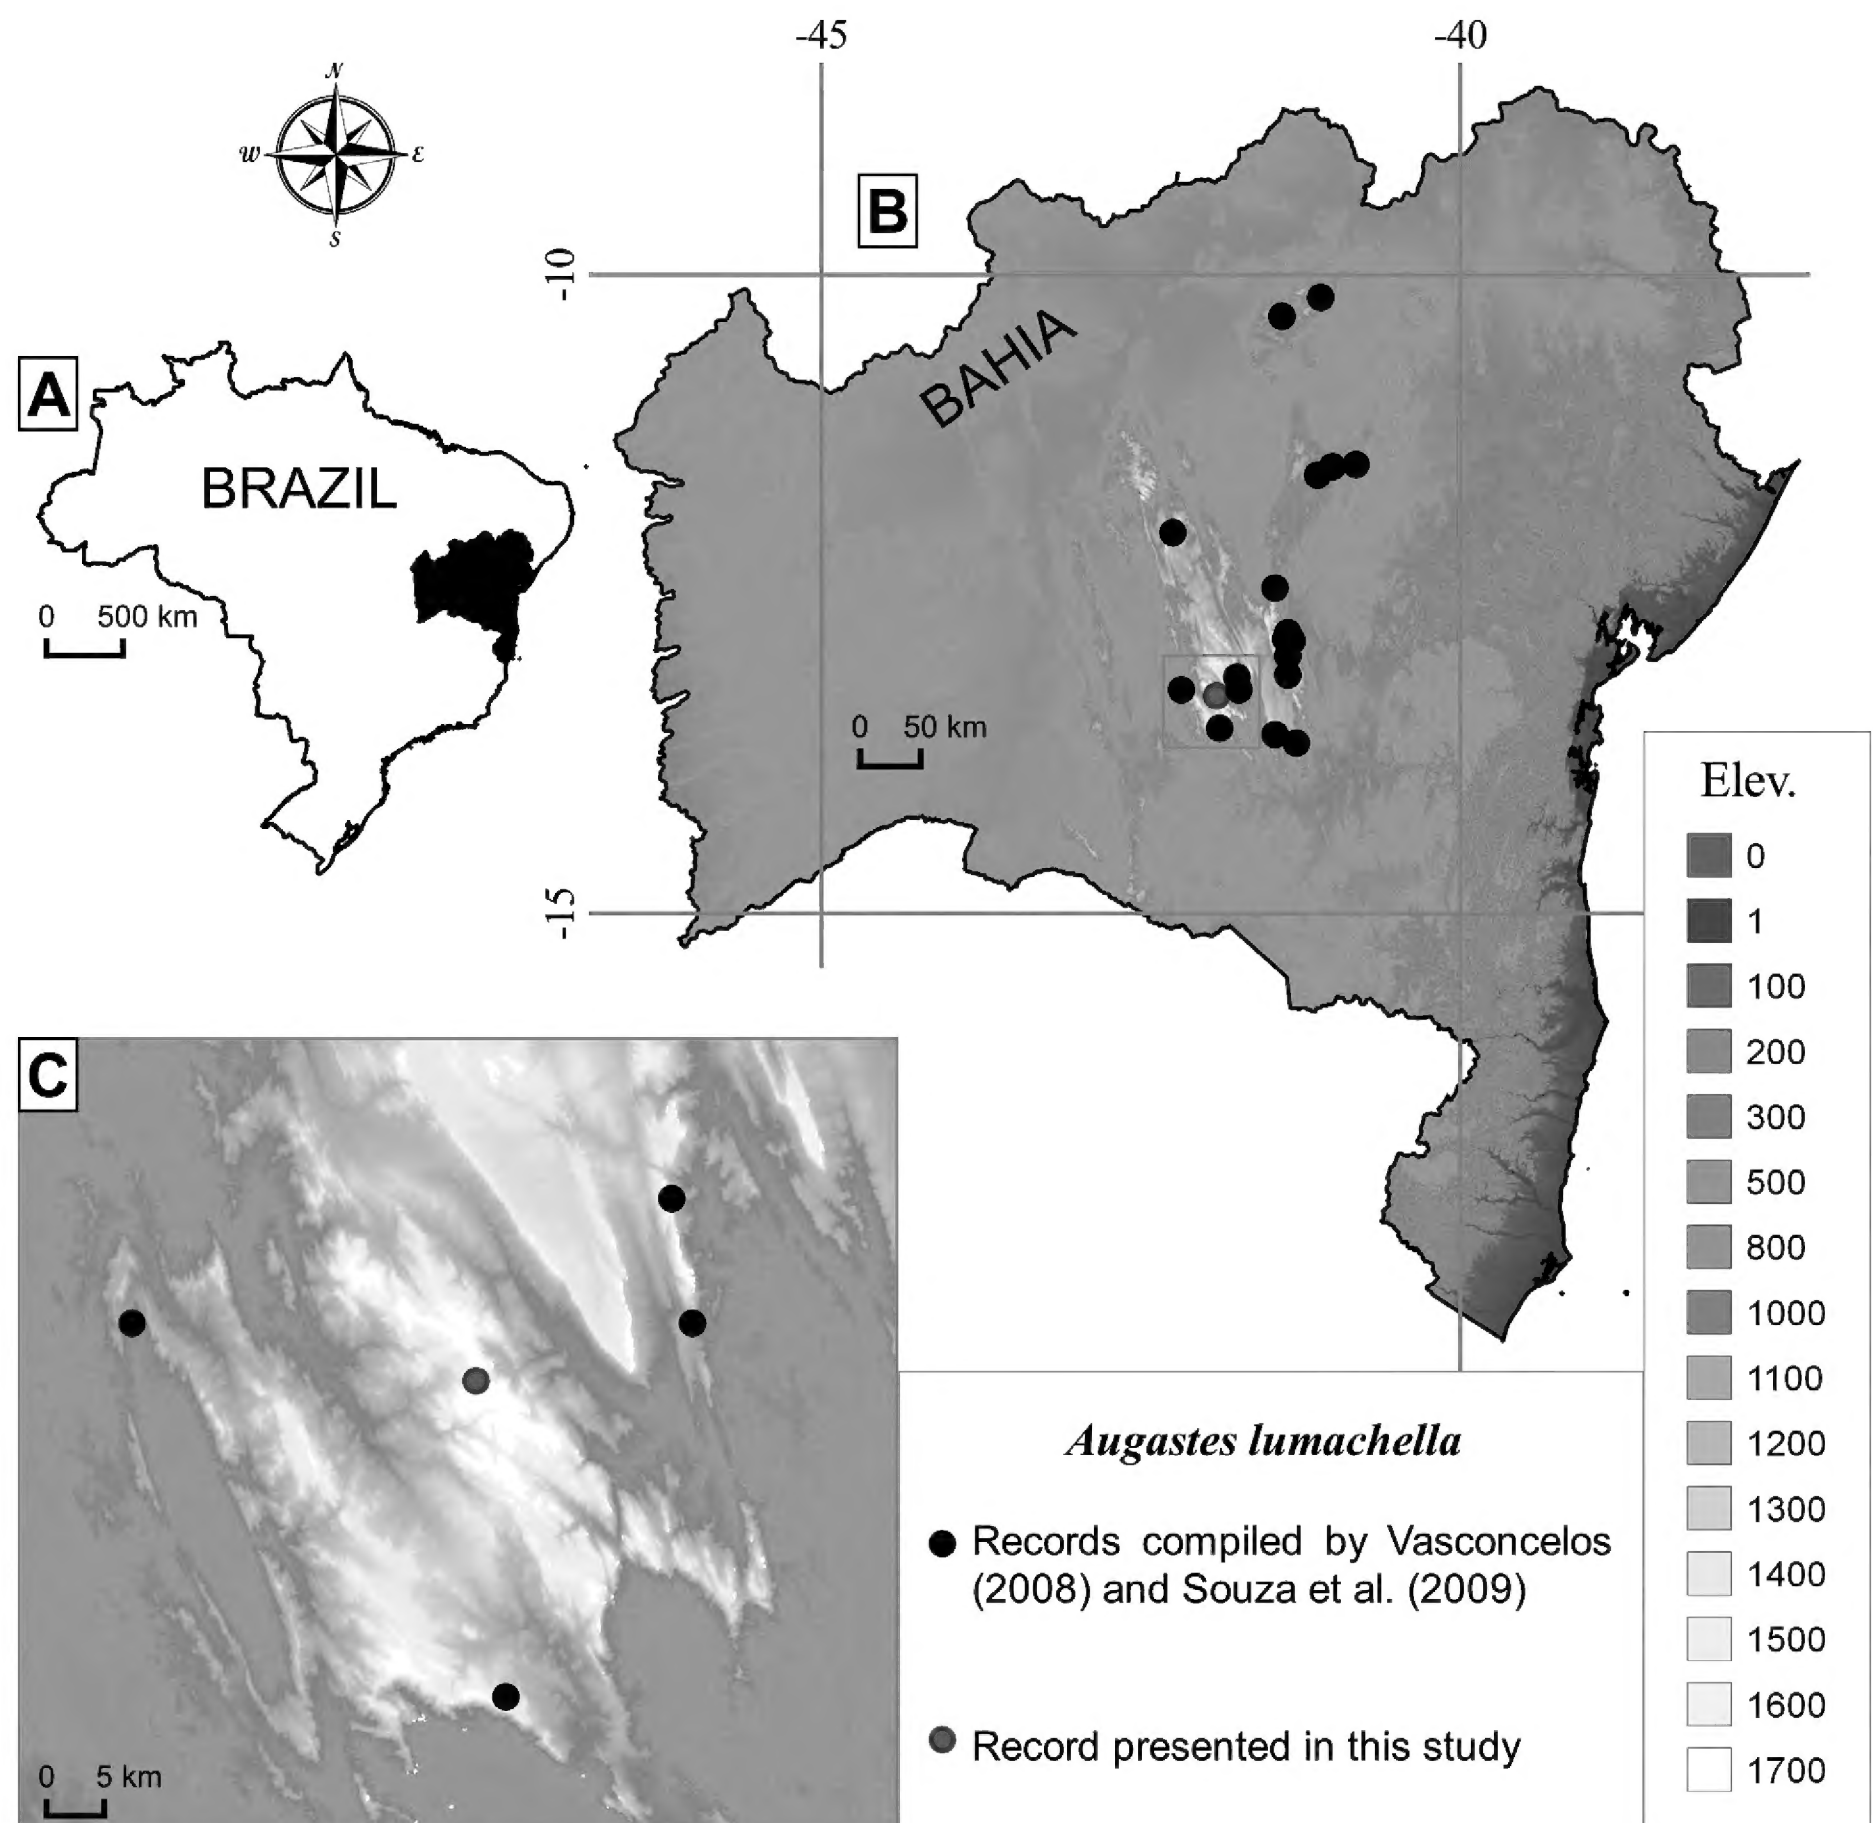 -45
-40
N
W
E
S
B
-10
BAHIA
A
BRAZIL
0 500 km
0 50 km
-15
Elev.
0
1
100
200
300
500
800
1000
1100
1200
1300
1400
1500
1600
1700
C
0 5 km
Augastes lumachella
Records compiled by Vasconcelos
(2008) and Souza et al. (2009)
Record presented in this study